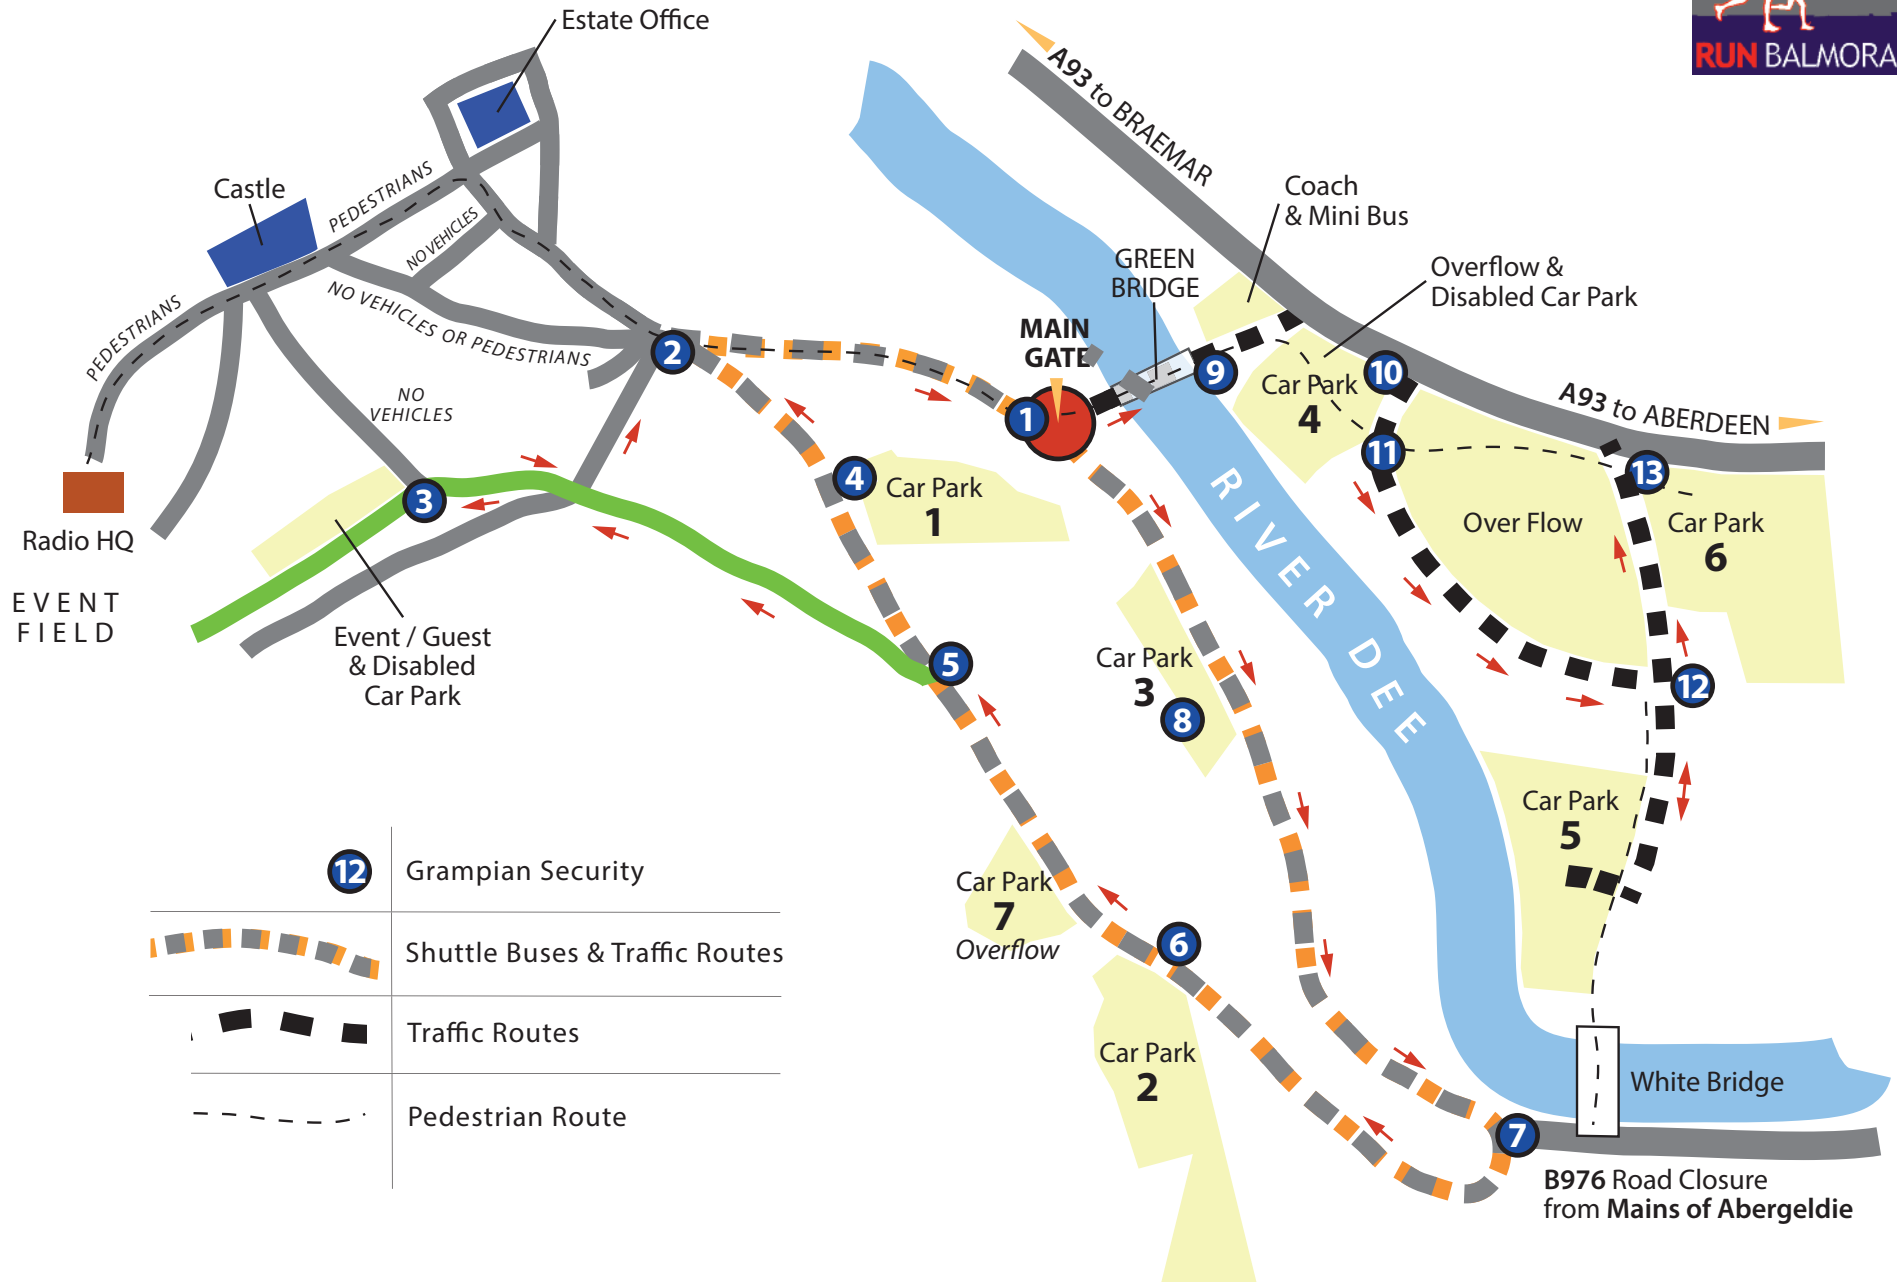 Estate Office
RUN BALMORA
A93 to BRAEMAR
Castle
PEDESTRIANS
NO VEHICLES
PEDESTRIANS
NO VEHICLES OR PEDESTRIANS
NO
VEHICLES
Coach
& Mini Bus
GREEN
BRIDGE
Overflow &
Disabled Car Park
MAIN
GATE
A93 to ABERDEEN
1
2
3
4
5
6
7
8
9
10
11
12
13
Car Park
4
Car Park
1
Over Flow
Car Park
6
RIVER DEE
Radio HQ
EVENT
FIELD
Event / Guest
& Disabled
Car Park
Car Park
3
Car Park
5
Car Park
7
Overflow
Car Park
2
White Bridge
B976 Road Closure
from Mains of Abergeldie
12
Grampian Security
Shuttle Buses & Traffic Routes
Traffic Routes
Pedestrian Route